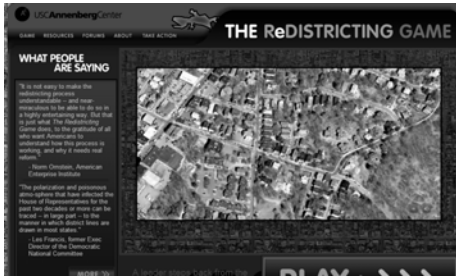 USCAnnenbergCenter
THE ReDISTRICTING GAME
GAME RESOURCES FORUMS ABOUT TAKE ACTION
WHAT PEOPLE
ARE SAYING
"It is not easy to make the
redistricting process
understandable -- and near-
miraculous to be able to do so in
a highly entertaining way. But that
is just what The Redistricting
Game does, to the gratitude of all
who want Americans to
understand how this process is
working, and why it needs real
reform."
- Norm Ornstein, American
Enterprise Institute
"The polarization and poisonous
atmo-sphere that have infected the
House of Representatives for the
past two decades or more can be
traced -- in large part -- to the
manner in which district lines are
drawn in most states."
- Les Francis, former Exec
Director of the Democratic
National Committee
MORE
A leader steps back from the
PLAY